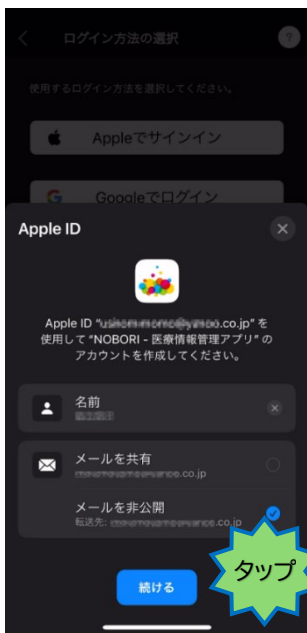 ログイン方法の選択
?
使用するログイン方法を選択してください。
Appleでサインイン
Googleでログイン
Apple ID
Apple ID “ .co.jp” を
使用して “NOBORI - 医療情報管理アプリ” の
アカウントを作成してください。
名前
メールを共有
.co.jp
メールを非公開
転送先: .co.jp
タップ
続ける